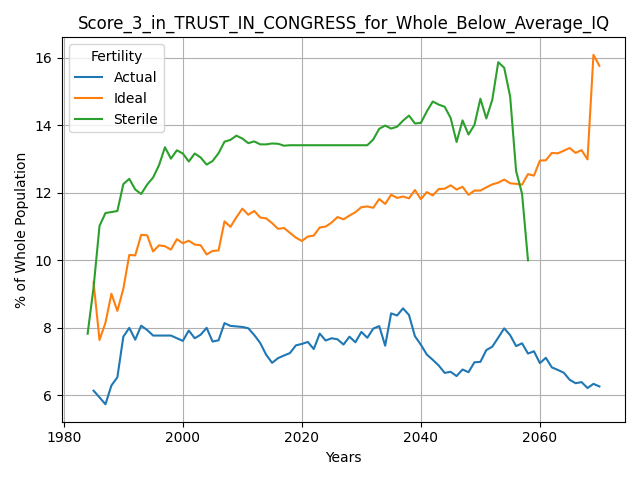 Score_3_in_TRUST_IN_CONGRESS_for_Whole_Below_Average_IQ
Fertility
Actual
Ideal
Sterile
% of Whole Population
16
14
12
10
8
6
1980
2000
2020
2040
2060
Years